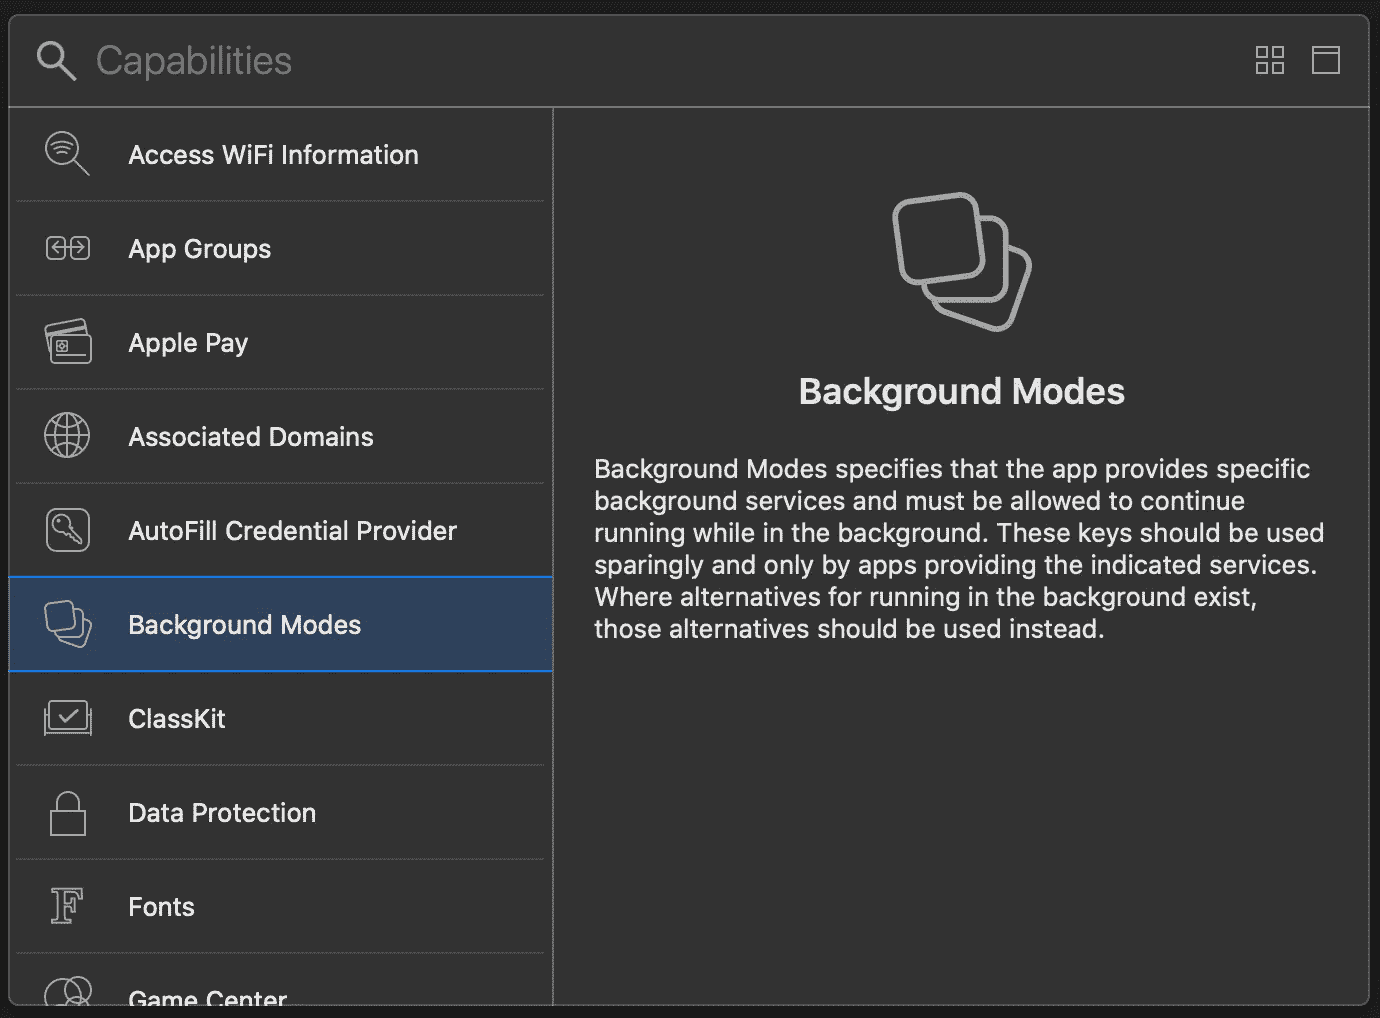 Capabilities
Access WiFi Information
App Groups
Apple Pay
Associated Domains
AutoFill Credential Provider
Background Modes
ClassKit
Data Protection
Fonts
Game Center
Background Modes
Background Modes specifies that the app provides specific
background services and must be allowed to continue
running while in the background. These keys should be used
sparingly and only by apps providing the indicated services.
Where alternatives for running in the background exist,
those alternatives should be used instead.